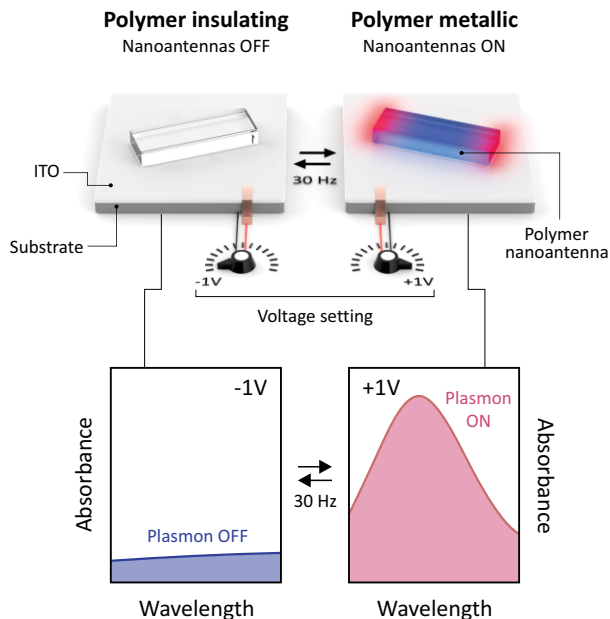 Polymer insulating
Nanoantennas OFF
Polymer metallic
Nanoantennas ON
ITO
30 Hz
Substrate
Polymer
nanoantenna
-1V
+1V
Voltage setting
-1V
Plasmon OFF
Absorbance
Wavelength
30 Hz
+1V
Plasmon
ON
Absorbance
Wavelength